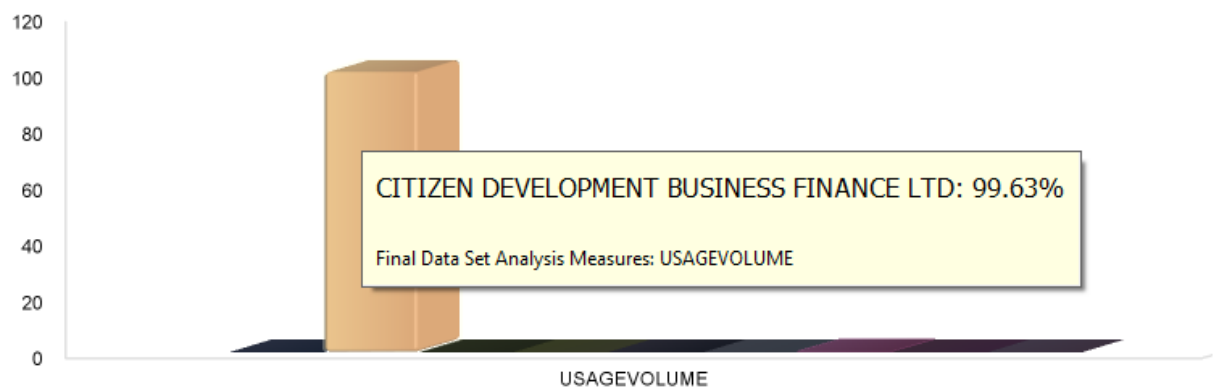 120
100
80
60
40
20
0
CITIZEN DEVELOPMENT BUSINESS FINANCE LTD: 99.63%
Final Data Set Analysis Measures: USAGEVOLUME
USAGEVOLUME